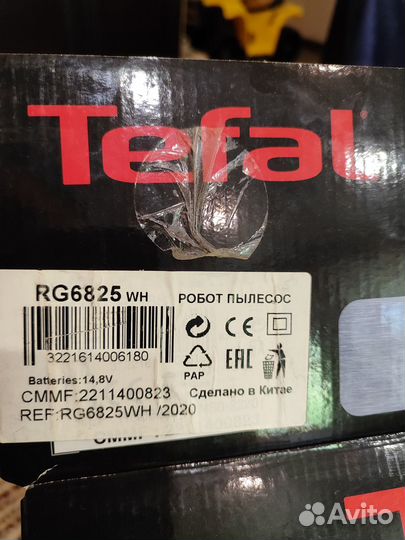 Tefal
RG6825 WH РОБОТ ПЫЛЕСОС
CE
3221614006180
PAP
EAC
Batteries:14,8V
CMMF:2211400823 Сделано в Китае
REF:RG6825WH /2020
Te
Avito